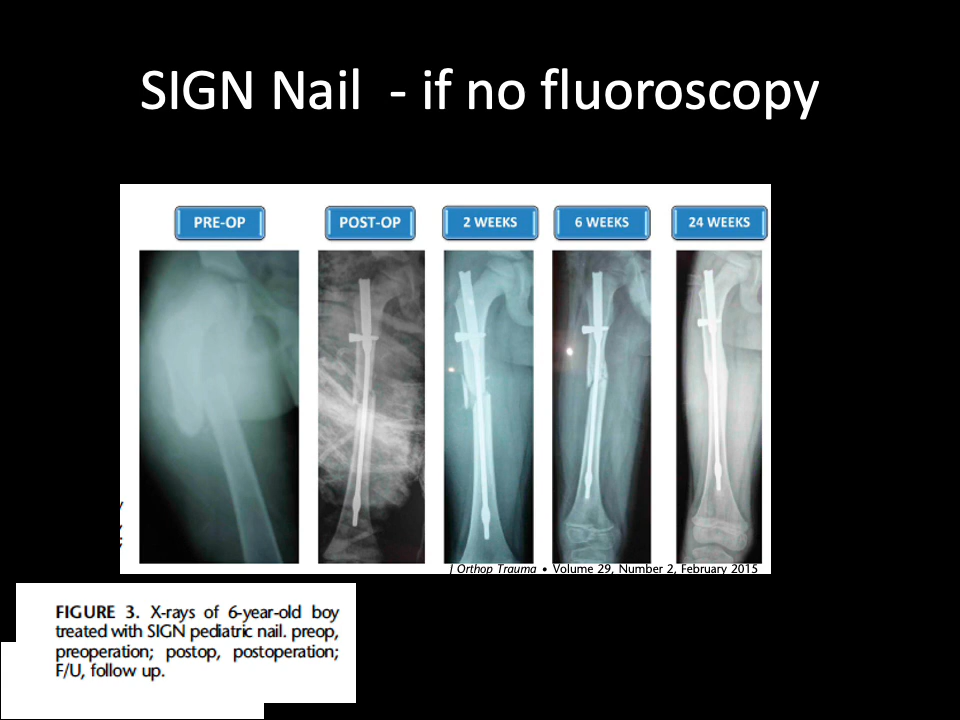 SIGN Nail - if no fluoroscopy
PRE-OP POST-OP 2 WEEKS 6 WEEKS 24 WEEKS
J Orthop Trauma • Volume 29, Number 2, February 2015
FIGURE 3. X-rays of 6-year-old boy
treated with SIGN pediatric nail. preop,
preoperation; postop, postoperation;
F/U, follow up.